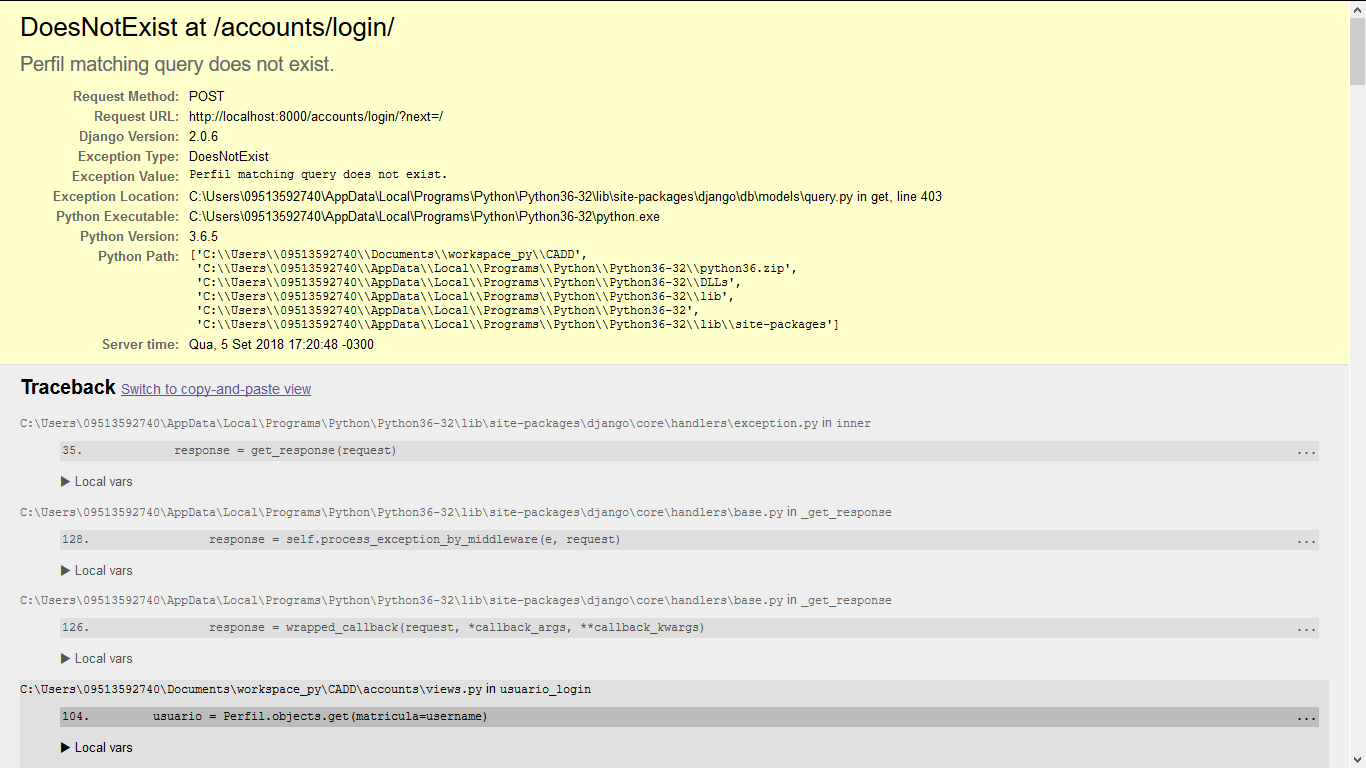 DoesNotExist at /accounts/login/
Perfil matching query does not exist.
Request Method: POST
Request URL: http://localhost:8000/accounts/login/?next=/
Django Version: 2.0.6
Exception Type: DoesNotExist
Exception Value: Perfil matching query does not exist.
Exception Location: C:\Users\09513592740\AppData\Local\Programs\Python\Python36-32\lib\site-packages\django\db\models\query.py in get, line 403
Python Executable: C:\Users\09513592740\AppData\Local\Programs\Python\Python36-32\python.exe
Python Version: 3.6.5
Python Path: ['C:\\Users\\09513592740\\Documents\\workspace_py\\CADD',
'C:\\Users\\09513592740\\AppData\\Local\\Programs\\Python\\Python36-32\\python36.zip',
'C:\\Users\\09513592740\\AppData\\Local\\Programs\\Python\\Python36-32\\DLLs',
'C:\\Users\\09513592740\\AppData\\Local\\Programs\\Python\\Python36-32\\lib',
'C:\\Users\\09513592740\\AppData\\Local\\Programs\\Python\\Python36-32',
'C:\\Users\\09513592740\\AppData\\Local\\Programs\\Python\\Python36-32\\lib\\site-packages']
Server time: Qua, 5 Set 2018 17:20:48 -0300
Traceback Switch to copy-and-paste view
C:\Users\09513592740\AppData\Local\Programs\Python\Python36-32\lib\site-packages\django\core\handlers\exception.py in inner
35. response = get_response(request) ...
▶ Local vars
C:\Users\09513592740\AppData\Local\Programs\Python\Python36-32\lib\site-packages\django\core\handlers\base.py in _get_response
128. response = self.process_exception_by_middleware(e, request) ...
▶ Local vars
C:\Users\09513592740\AppData\Local\Programs\Python\Python36-32\lib\site-packages\django\core\handlers\base.py in _get_response
126. response = wrapped_callback(request, *callback_args, **callback_kwargs) ...
▶ Local vars
C:\Users\09513592740\Documents\workspace_py\CADD\accounts\views.py in usuario_login
104. usuario = Perfil.objects.get(matricula=username) ...
▶ Local vars